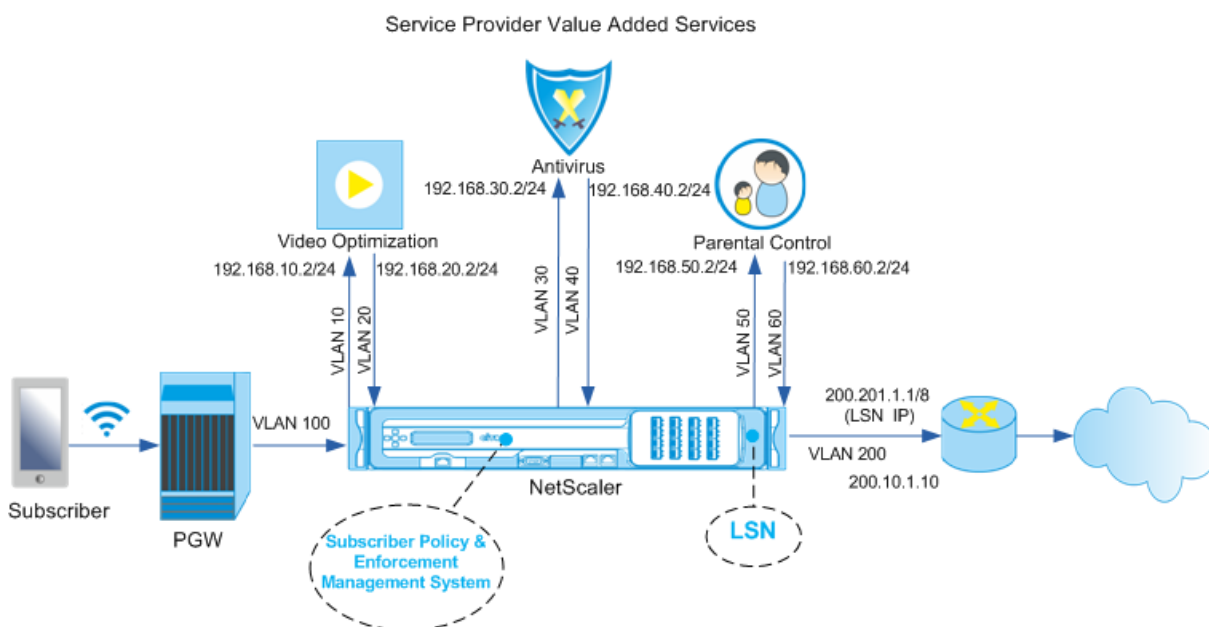 Service Provider Value Added Services
Antivirus
192.168.30.2/24
192.168.40.2/24
Video Optimization
Parental Control
192.168.10.2/24
192.168.20.2/24
192.168.50.2/24
192.168.60.2/24
VLAN 10
VLAN 20
VLAN 30
VLAN 40
VLAN 50
VLAN 60
VLAN 100
200.201.1.1/8
(LSN IP)
VLAN 200
200.10.1.10
NetScaler
Subscriber
PGW
Subscriber Policy &
Enforcement
Management System
LSN